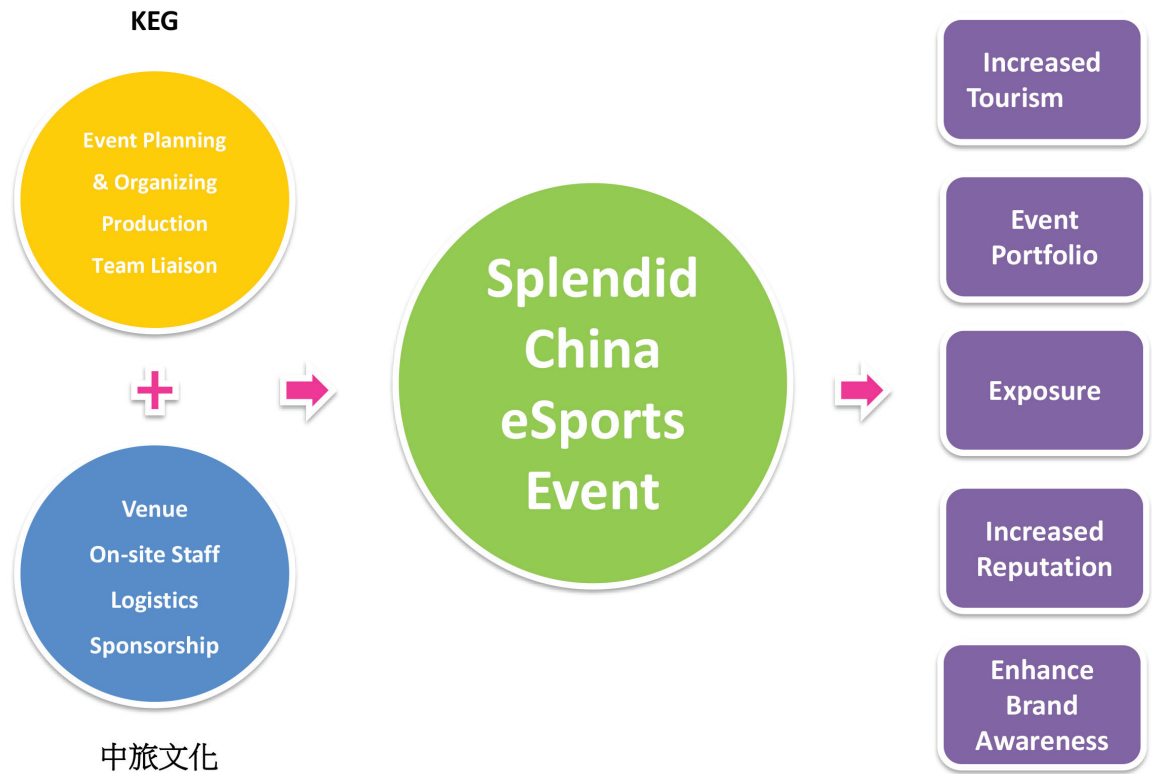 KEG
Event Planning
& Organizing
Production
Team Liaison
Venue
On-site Staff
Logistics
Sponsorship
中旅文化
Splendid
China
eSports
Event
Increased
Tourism
Event
Portfolio
Exposure
Increased
Reputation
Enhance
Brand
Awareness